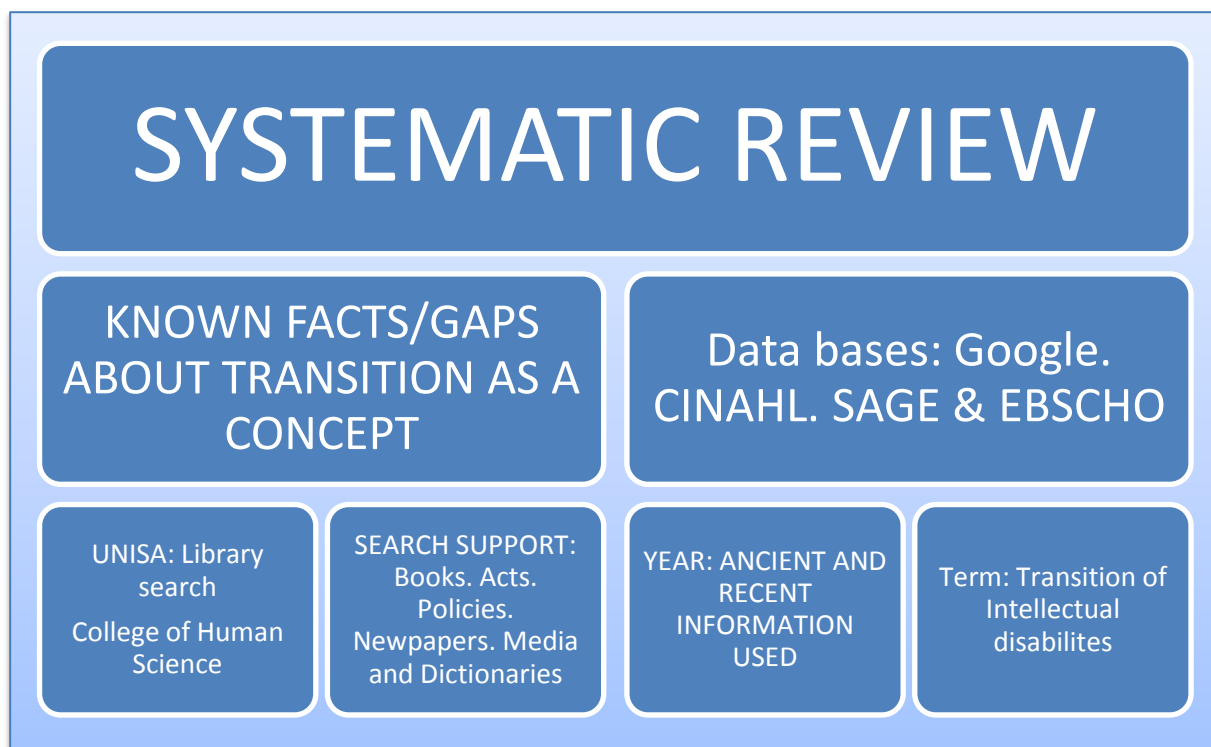 SYSTEMATIC REVIEW
KNOWN FACTS/GAPS
ABOUT TRANSITION AS A
CONCEPT
Data bases: Google.
CINAHL. SAGE & EBSCHO
UNISA: Library
search
College of Human
Science
SEARCH SUPPORT:
Books. Acts.
Policies.
Newpapers. Media
and Dictionaries
YEAR: ANCIENT AND
RECENT
INFORMATION
USED
Term: Transition of
Intellectual
disabilites